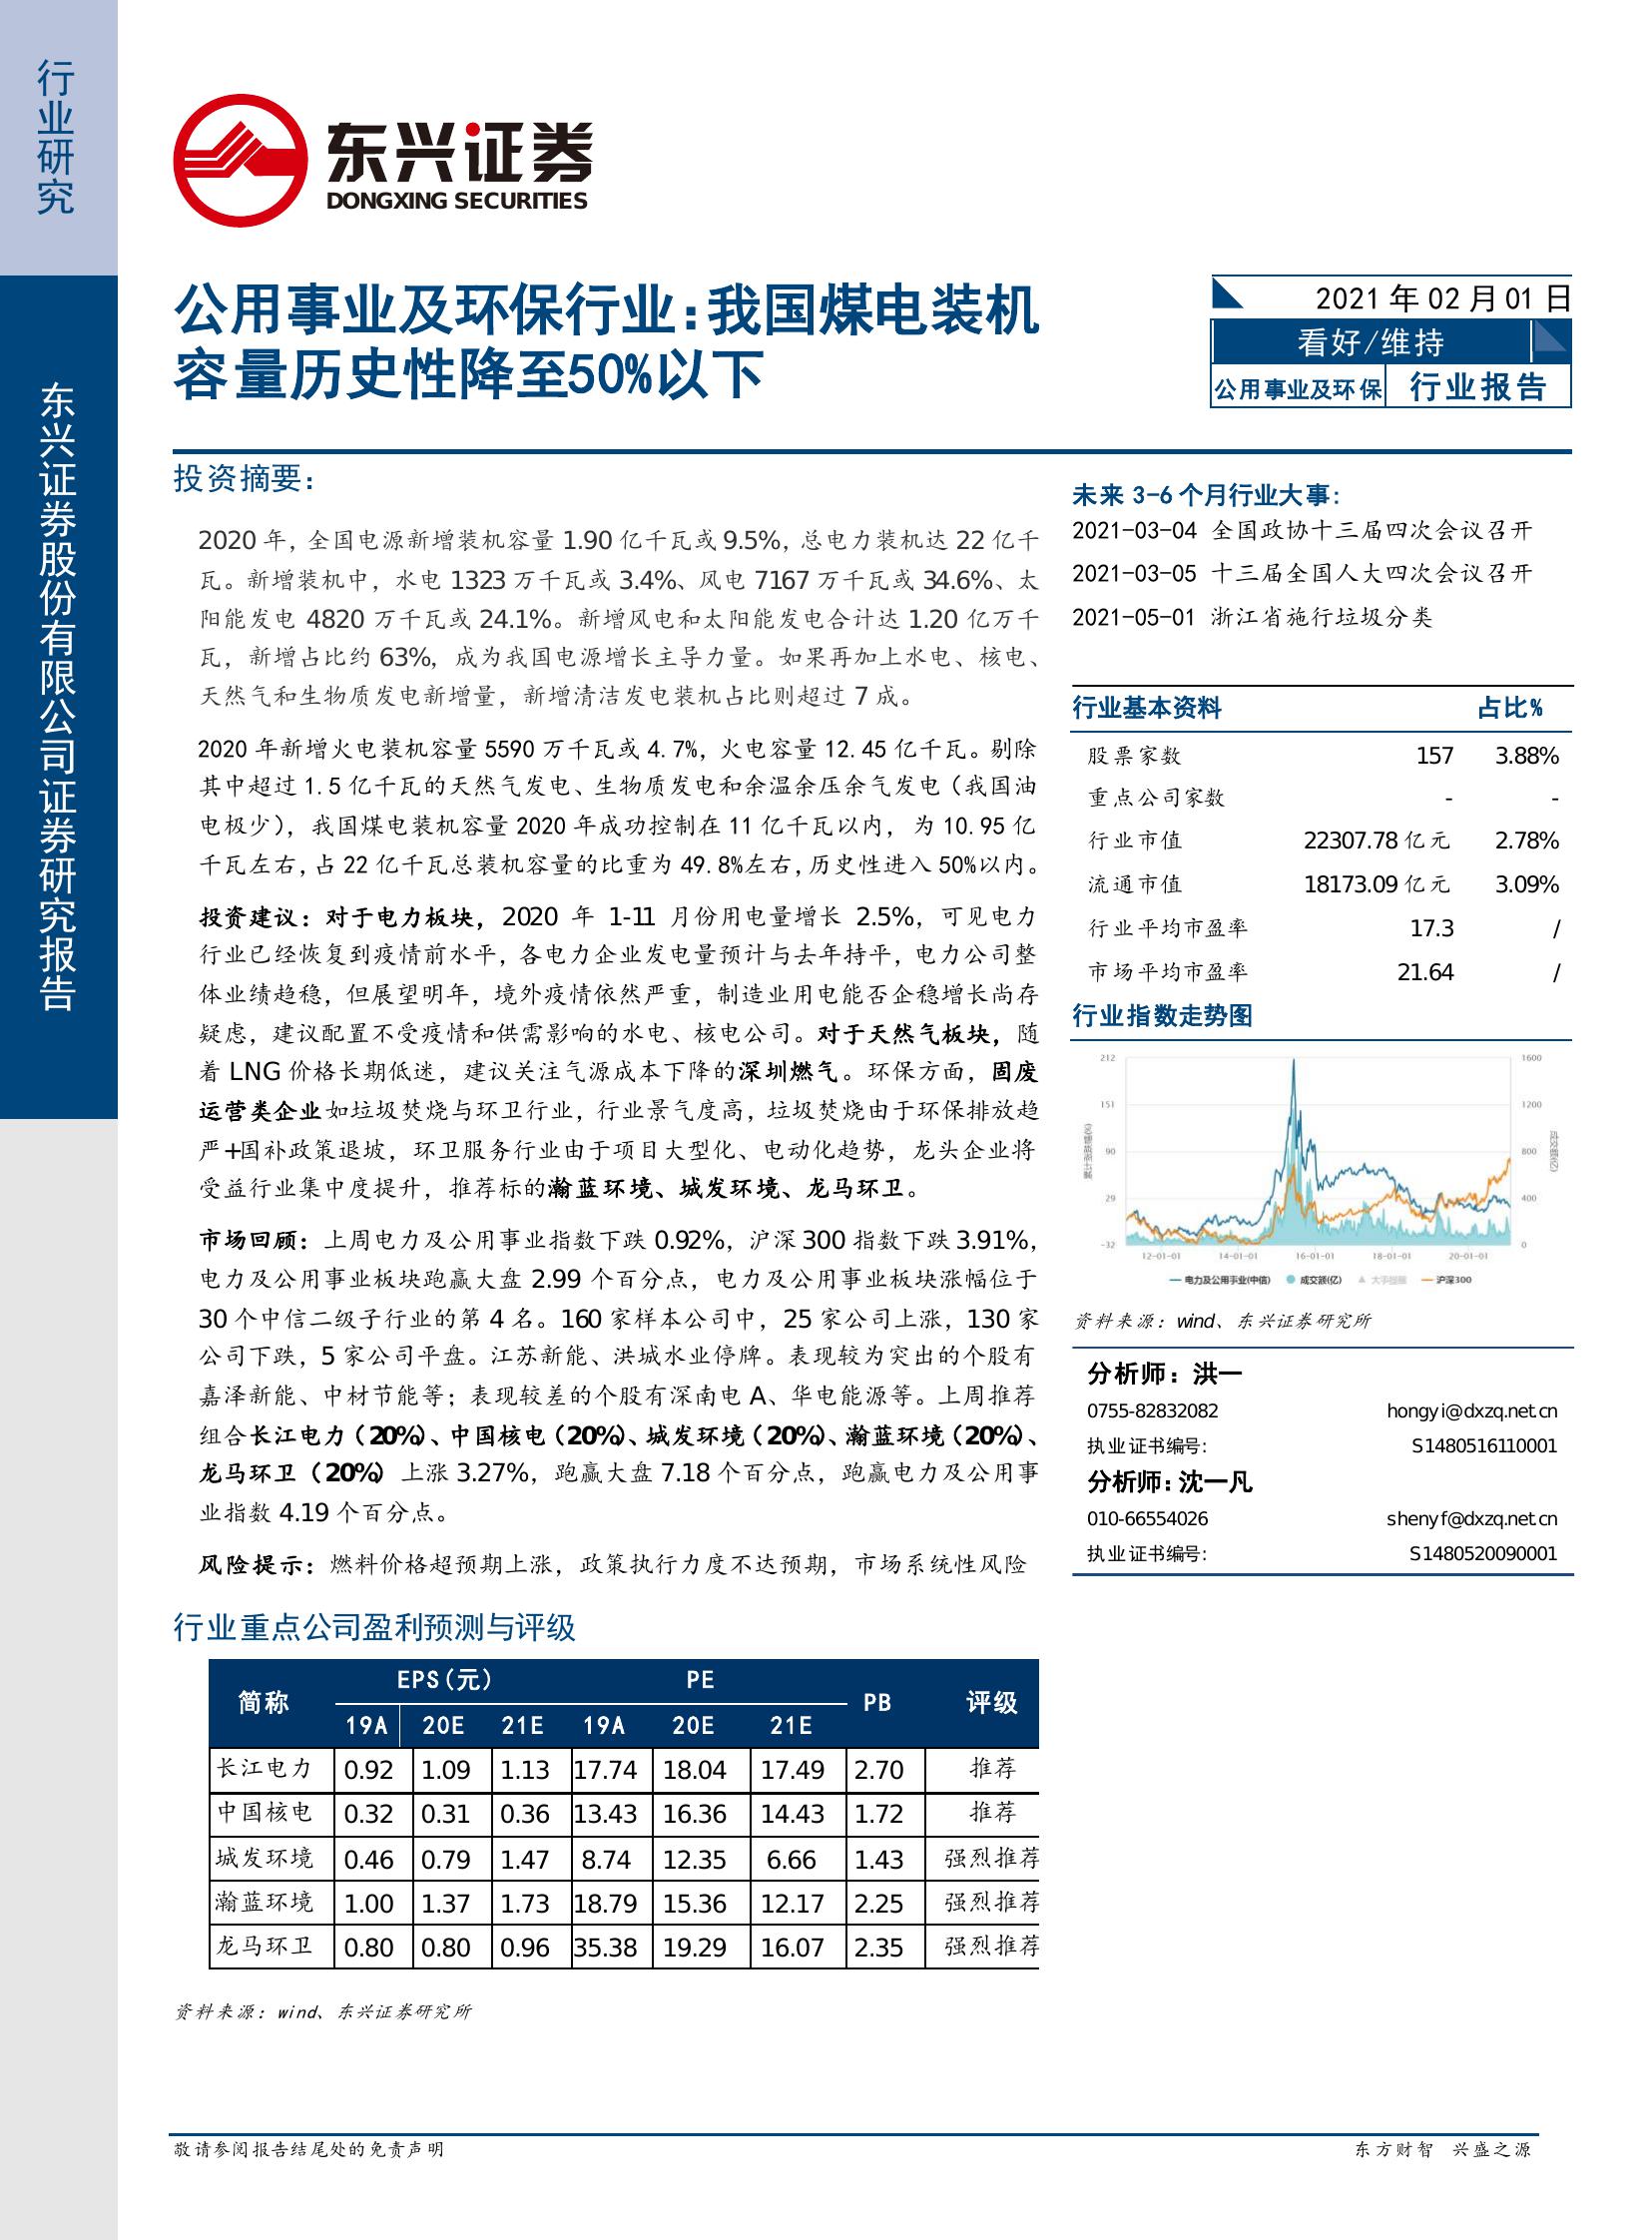 行业研究
东兴证券股份有限公司证券研究报告
东兴证券
DONGXING SECURITIES
公用事业及环保行业：我国煤电装机
容量历史性降至50%以下
2021 年 02 月 01 日
看好/维持
公用事业及环保 行业报告
投资摘要：
2020 年，全国电源新增装机容量 1.90 亿千瓦或 9.5%，总电力装机达 22 亿千
瓦。新增装机中，水电 1323 万千瓦或 3.4%、风电 7167 万千瓦或 34.6%、太
阳能发电 4820 万千瓦或 24.1%。新增风电和太阳能发电合计达 1.20 亿万千
瓦，新增占比约 63%，成为我国电源增长主导力量。如果再加上水电、核电、
天然气和生物质发电新增量，新增清洁发电装机占比则超过 7 成。
2020 年新增火电装机容量 5590 万千瓦或 4.7%，火电容量 12.45 亿千瓦。剔除
其中超过 1.5 亿千瓦的天然气发电、生物质发电和余温余压余气发电（我国油
电极少），我国煤电装机容量 2020 年成功控制在 11 亿千瓦以内，为 10.95 亿
千瓦左右，占 22 亿千瓦总装机容量的比重为 49.8%左右，历史性进入 50%以内。
投资建议：对于电力板块，2020 年 1-11 月份用电量增长 2.5%，可见电力
行业已经恢复到疫情前水平，各电力企业发电量预计与去年持平，电力公司整
体业绩趋稳，但展望明年，境外疫情依然严重，制造业用电能否企稳增长尚存
疑虑，建议配置不受疫情和供需影响的水电、核电公司。对于天然气板块，随
着 LNG 价格长期低迷，建议关注气源成本下降的深圳燃气。环保方面，固废
运营类企业如垃圾焚烧与环卫行业，行业景气度高，垃圾焚烧由于环保排放趋
严+国补政策退坡，环卫服务行业由于项目大型化、电动化趋势，龙头企业将
受益行业集中度提升，推荐标的瀚蓝环境、城发环境、龙马环卫。
市场回顾：上周电力及公用事业指数下跌 0.92%，沪深 300 指数下跌 3.91%，
电力及公用事业板块跑赢大盘 2.99 个百分点，电力及公用事业板块涨幅位于
30 个中信二级子行业的第 4 名。160 家样本公司中，25 家公司上涨，130 家
公司下跌，5 家公司平盘。江苏新能、洪城水业停牌。表现较为突出的个股有
嘉泽新能、中材节能等；表现较差的个股有深南电 A、华电能源等。上周推荐
组合长江电力（20%）、中国核电（20%）、城发环境（20%）、瀚蓝环境（20%）、
龙马环卫（20%）上涨 3.27%，跑赢大盘 7.18 个百分点，跑赢电力及公用事
业指数 4.19 个百分点。
风险提示：燃料价格超预期上涨，政策执行力度不达预期，市场系统性风险
行业重点公司盈利预测与评级
简称 EPS(元) PE PB 评级
19A 20E 21E 19A 20E 21E
长江电力 0.92 1.09 1.13 17.74 18.04 17.49 2.70 推荐
中国核电 0.32 0.31 0.36 13.43 16.36 14.43 1.72 推荐
城发环境 0.46 0.79 1.47 8.74 12.35 6.66 1.43 强烈推荐
瀚蓝环境 1.00 1.37 1.73 18.79 15.36 12.17 2.25 强烈推荐
龙马环卫 0.80 0.80 0.96 35.38 19.29 16.07 2.35 强烈推荐
资料来源：wind、东兴证券研究所
未来 3-6 个月行业大事：
2021-03-04 全国政协十三届四次会议召开
2021-03-05 十三届全国人大四次会议召开
2021-05-01 浙江省施行垃圾分类
行业基本资料 占比%
股票家数 157 3.88%
重点公司家数 - -
行业市值 22307.78 亿元 2.78%
流通市值 18173.09 亿元 3.09%
行业平均市盈率 17.3 /
市场平均市盈率 21.64 /
行业指数走势图
212 1600
151 1200
90 800
29 400
-32 0
累计涨跌幅(%)
成交额(亿)
12-01-01 14-01-01 16-01-01 18-01-01 20-01-01
电力及公用事业(中信) 成交额(亿) 沪深300
资料来源：wind、东兴证券研究所
分析师：洪一
0755-82832082 hongyi@dxzq.net.cn
执业证书编号: S1480516110001
分析师：沈一凡
010-66554026 shenyf@dxzq.net.cn
执业证书编号: S1480520090001
敬请参阅报告结尾处的免责声明
东方财智 兴盛之源